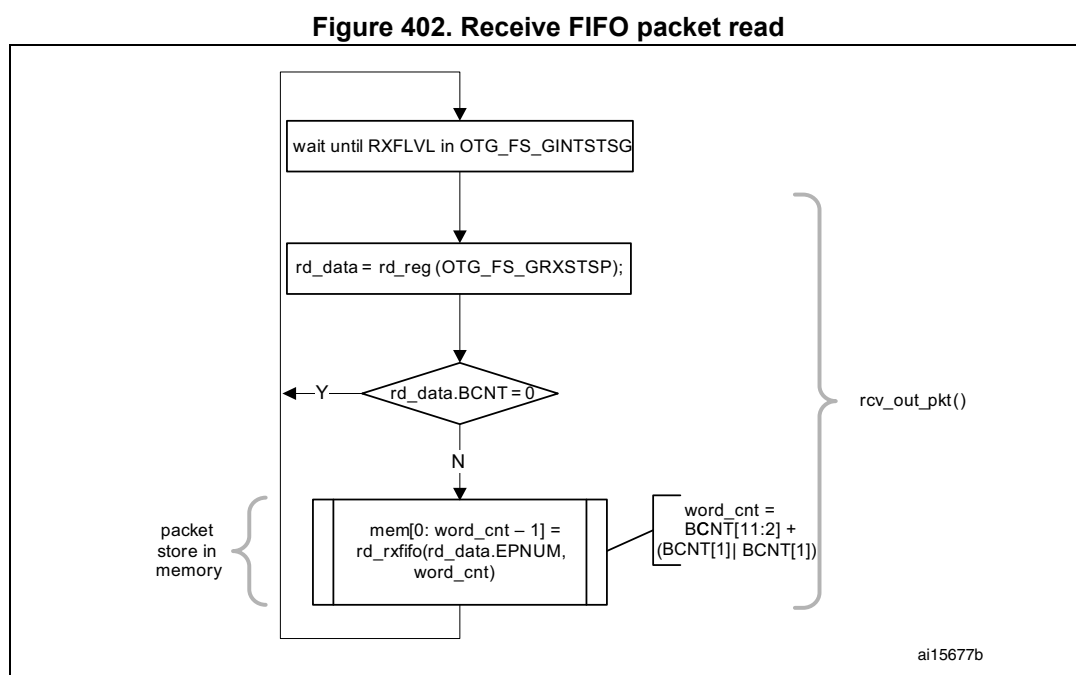 Figure 402. Receive FIFO packet read
wait until RXFLVL in OTG_FS_GINTSTSG
rd_data = rd_reg (OTG_FS_GRXSTSP);
rd_data.BCNT = 0
Y
rcv_out_pkt()
N
packet
store in
memory
mem[0: word_cnt – 1] =
rd_rxfifo(rd_data.EPNUM,
word_cnt)
word_cnt =
BCNT[11:2] +
(BCNT[1]| BCNT[1])
ai15677b